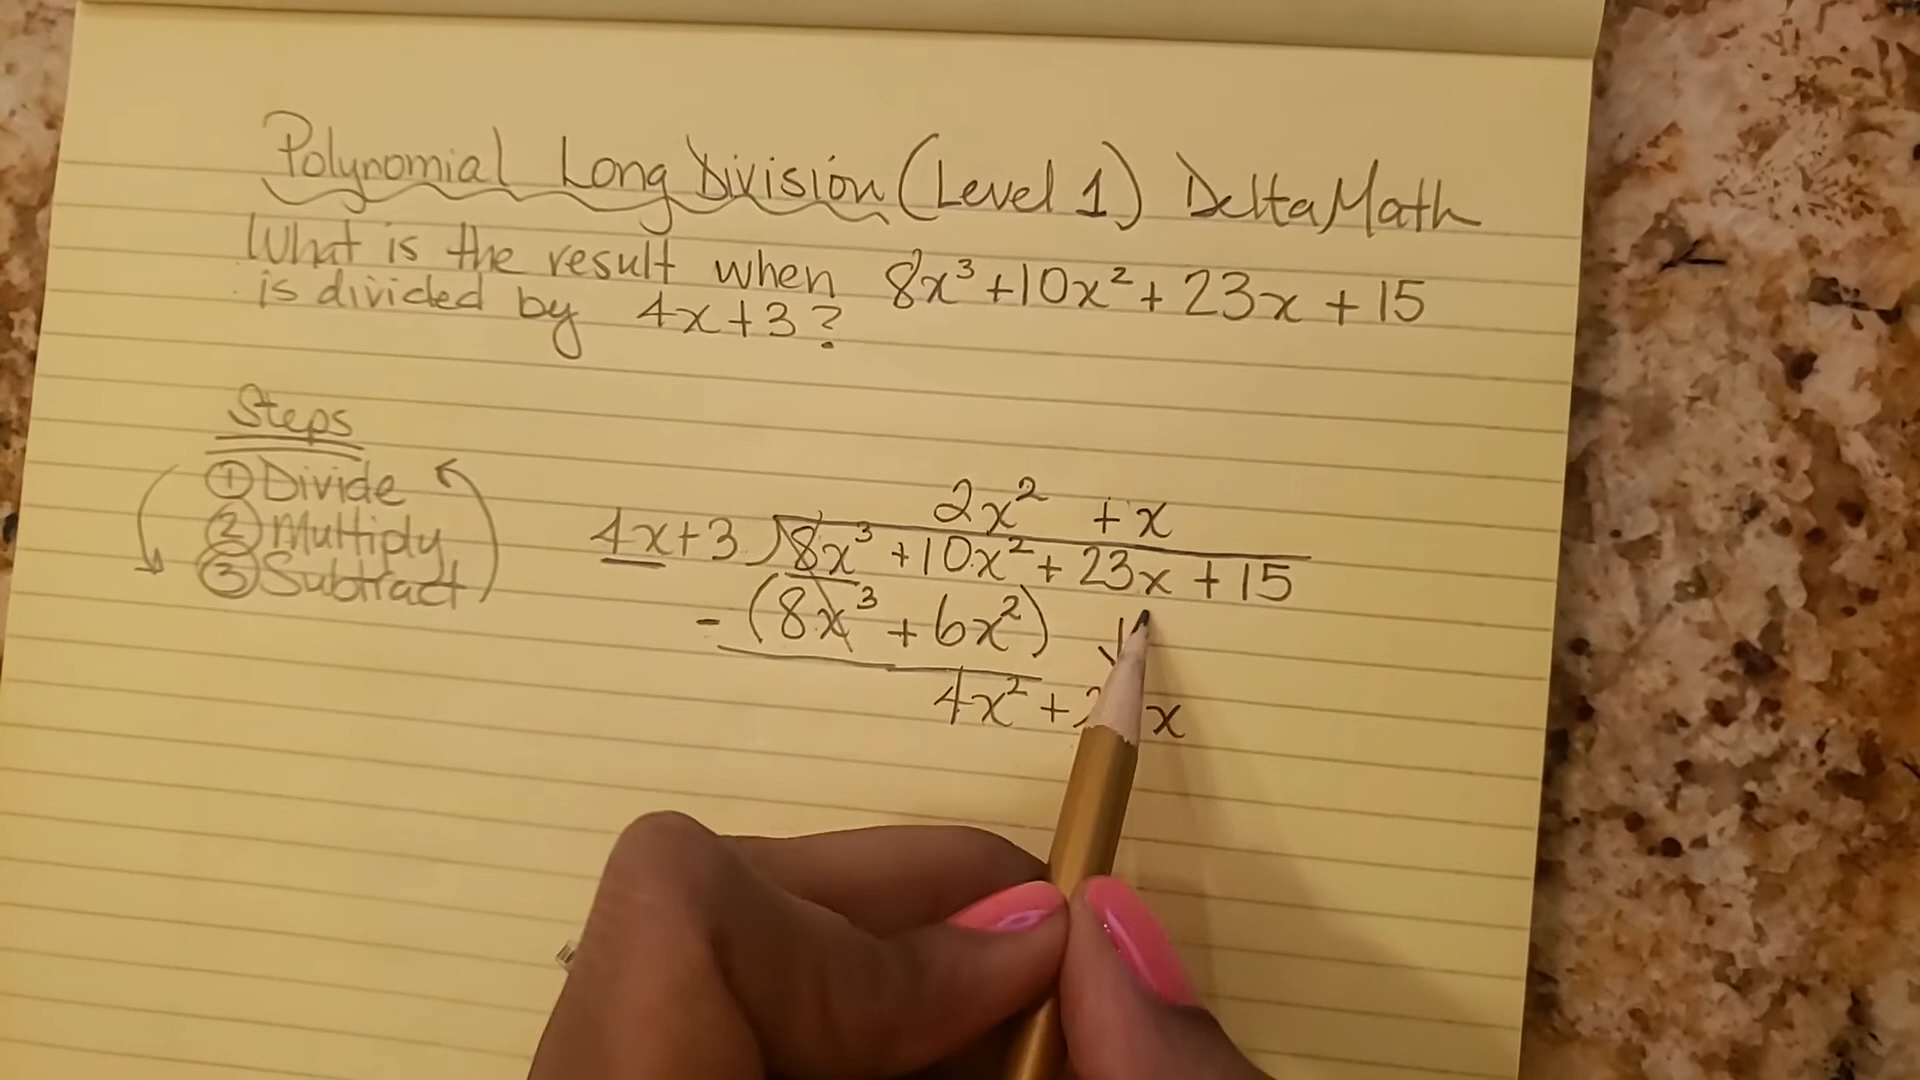 Polynomial Long Division (Level 1) DeltaMath
What is the result when 8x³+10x²+23x+15
is divided by 4x+3?
Steps
① Divide
② Multiply
③ Subtract
2x² +x
4x+3 8x³+10x²+23x+15
-(8x³+6x²)
4x²+ x